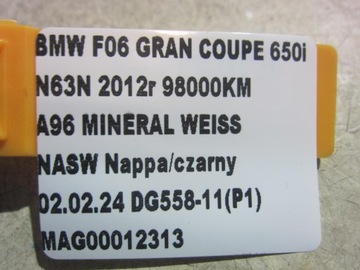 BMW F06 GRAN COUPE 650i
N63N 2012r 98000KM
A96 MINERAL WEISS
NASW Nappa/czarny
02.02.24 DG558-11(P1)
MAG00012313